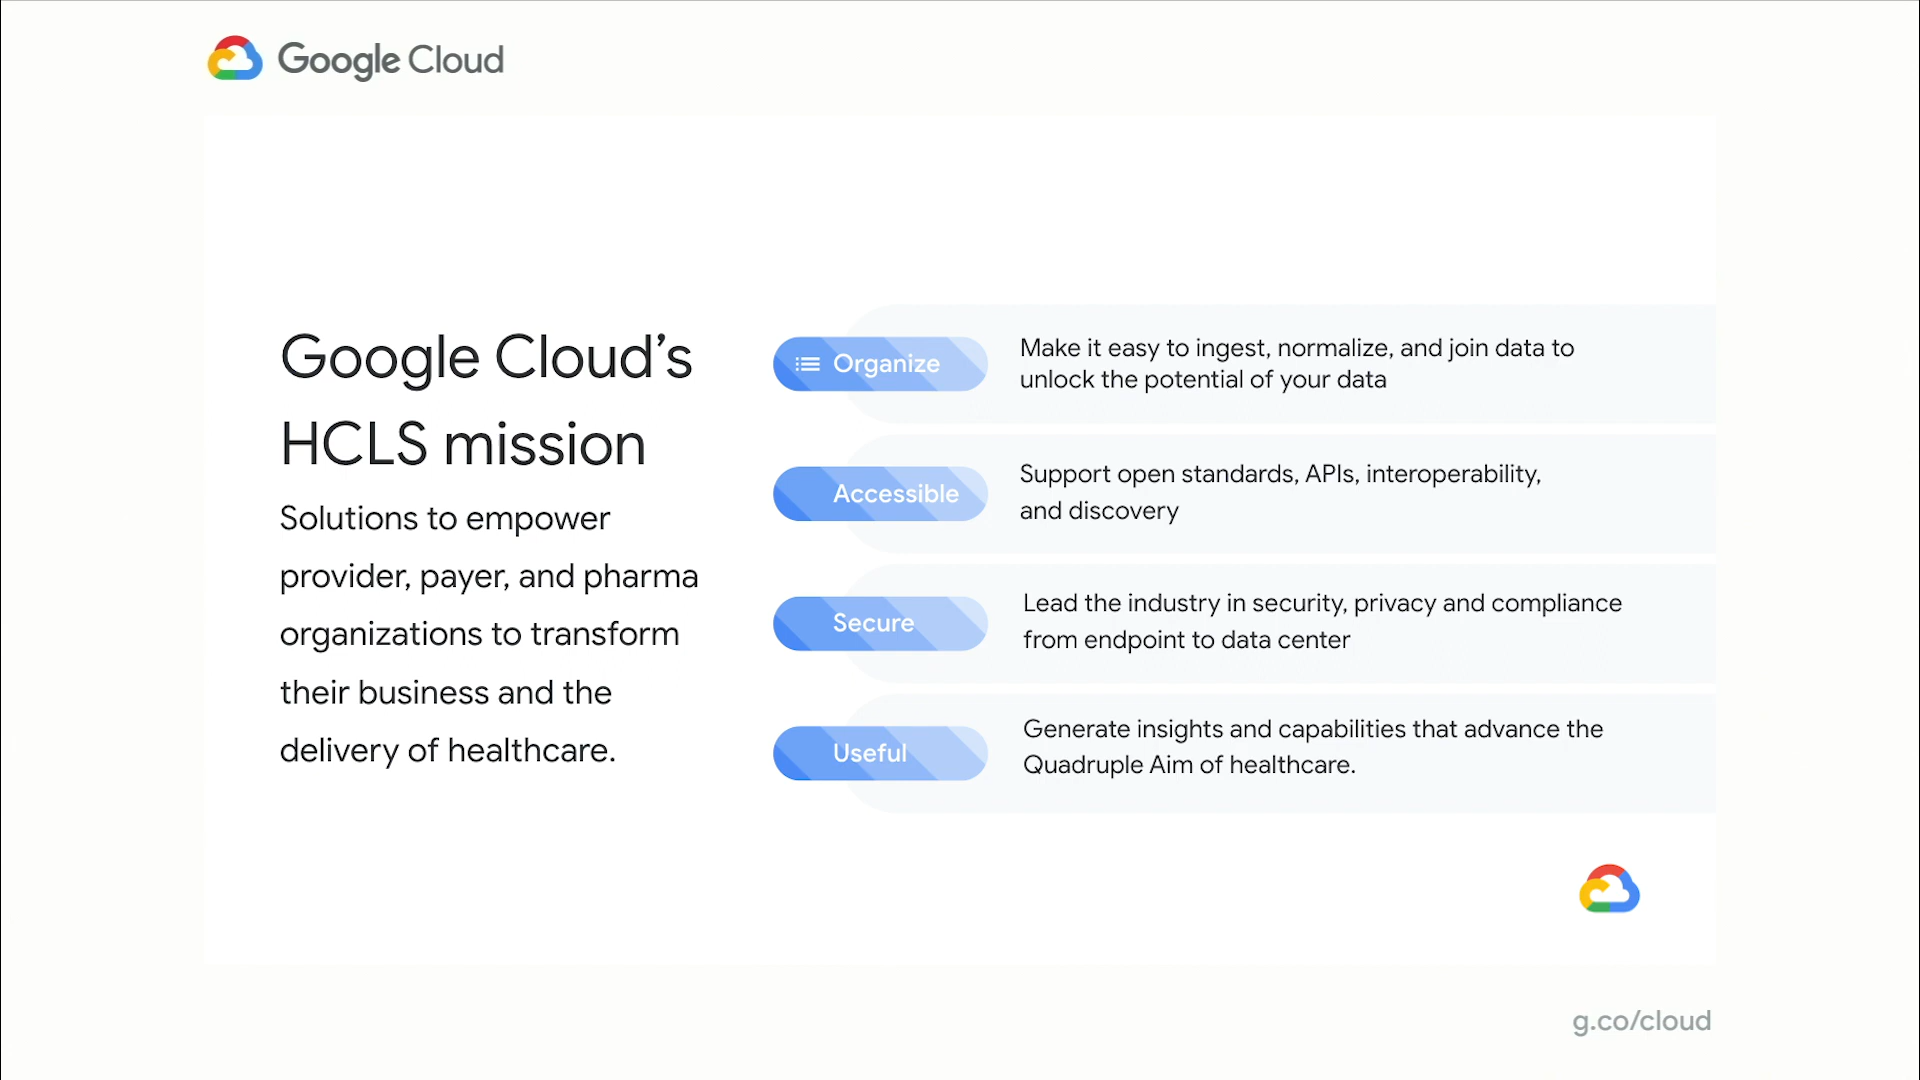 Google Cloud
Google Cloud's
HCLS mission
Solutions to empower
provider, payer, and pharma
organizations to transform
their business and the
delivery of healthcare.
Organize
Make it easy to ingest, normalize, and join data to
unlock the potential of your data
Accessible
Support open standards, APIs, interoperability,
and discovery
Secure
Lead the industry in security, privacy and compliance
from endpoint to data center
Useful
Generate insights and capabilities that advance the
Quadruple Aim of healthcare.
g.co/cloud